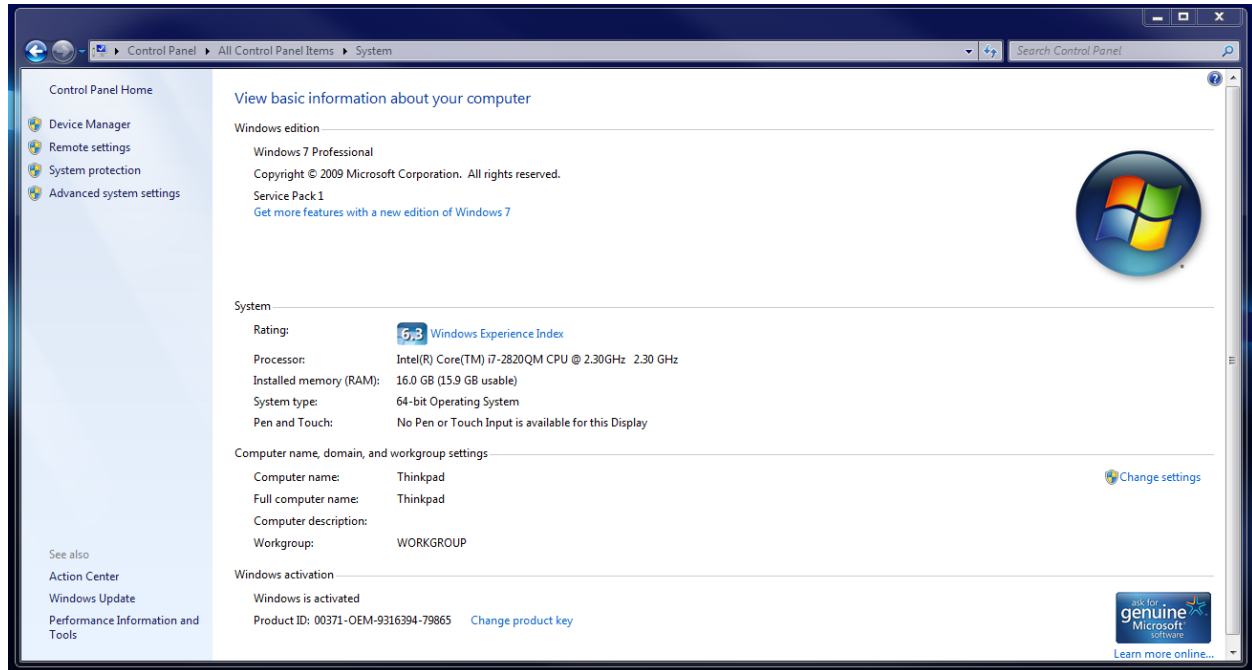 Control Panel All Control Panel Items System
Search Control Panel
Control Panel Home
Device Manager
Remote settings
System protection
Advanced system settings
See also
Action Center
Windows Update
Performance Information and
Tools
View basic information about your computer
Windows edition
Windows 7 Professional
Copyright © 2009 Microsoft Corporation. All rights reserved.
Service Pack 1
Get more features with a new edition of Windows 7
System
Rating: 6,3 Windows Experience Index
Processor: Intel(R) Core(TM) i7-2820QM CPU @ 2.30GHz 2.30 GHz
Installed memory (RAM): 16.0 GB (15.9 GB usable)
System type: 64-bit Operating System
Pen and Touch: No Pen or Touch Input is available for this Display
Computer name, domain, and workgroup settings
Computer name: Thinkpad
Change settings
Full computer name: Thinkpad
Computer description:
Workgroup: WORKGROUP
Windows activation
Windows is activated
Product ID: 00371-OEM-9316394-79865 Change product key
ask for
genuine
Microsoft
software
Learn more online...